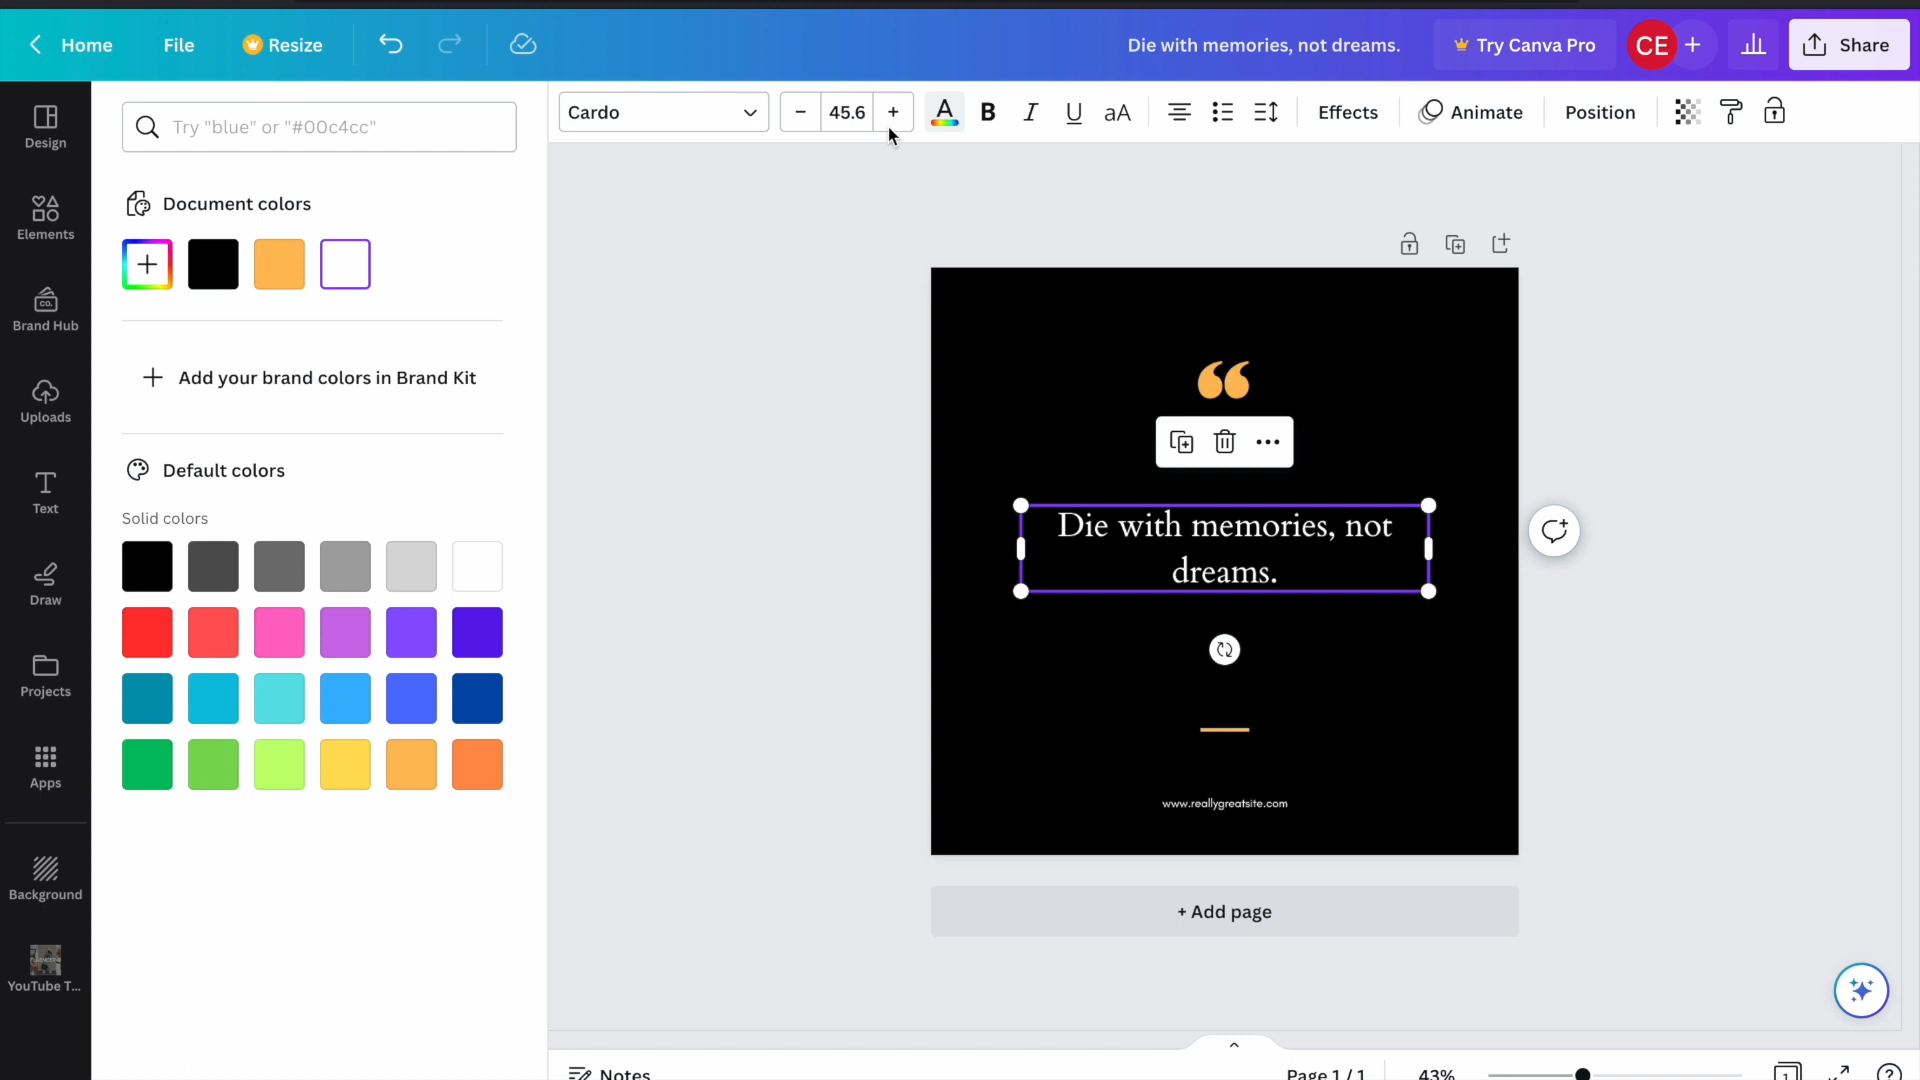 Home File Resize Die with memories, not dreams. Try Canva Pro CE + Share
Cardo - 45.6 + A B I U aA Effects Animate Position
Try "blue" or "#00c4cc"
Design
Elements
Brand Hub
CO.
Uploads
Text
Draw
Projects
Apps
Background
YouTube T...
Document colors
+ Add your brand colors in Brand Kit
Default colors
Solid colors
Die with memories, not
dreams.
www.reallygreatsite.com
+ Add page
Notes Page 1 / 1 43% 1 ?